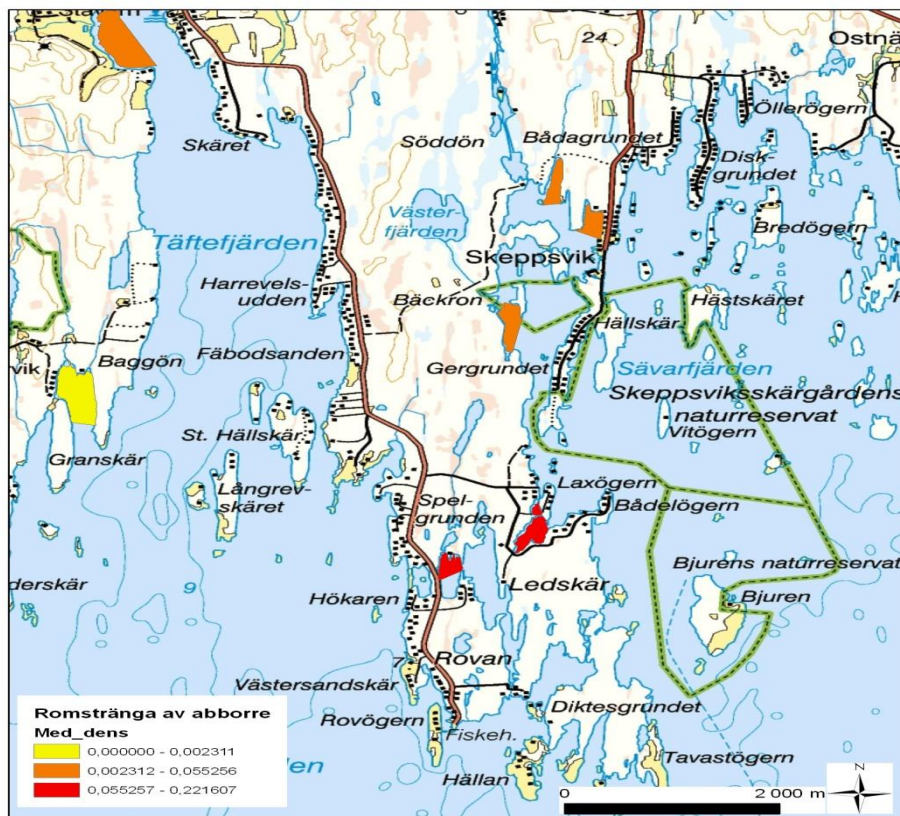 24
Ostnä
Öllerögern
Skäret
Söddön
Bådagrundet
Disk-
grundet
Väster-
fjärden
Bredögern
Täftefjärden
Skeppsvik
Harrevels-
udden
Bäckron
Hästskäret
Hällskär
Fäbodsanden
Gergrundet
Sävarfjärden
vik
Baggön
Skeppsviksskärgårdens
naturreservat
Vitögern
St. Hällskär
Granskär
Långrev-
skäret
Laxögern
Spel-
grunden
Bådelögern
Bjurens naturreservat
derskär
9
Ledskär
Bjuren
Hökaren
7
Rovan
Västersandskär
Diktesgrundet
Rovögern
Fiskeh.
Tavastögern
Hällan
den
Romstränga av abborre
Med_dens
0,000000 - 0,002311
0,002312 - 0,055256
0,055257 - 0,221607
N
0 2 000 m